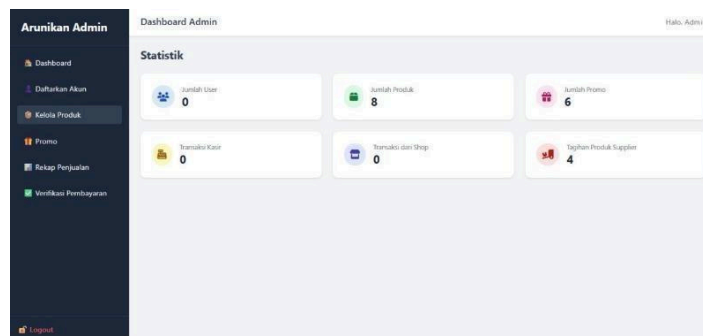 Arunikan Admin
Dashboard
Daftarkan Akun
Kelola Produk
Promo
Rekap Penjualan
Verifikasi Pembayaran
Logout
Dashboard Admin
Halo, Admi
Statistik
Jumlah User
0
Jumlah Produk
8
Jumlah Promo
6
Transaksi Kasir
0
Transaksi dari Shop
0
Tagihan Produk Supplier
4